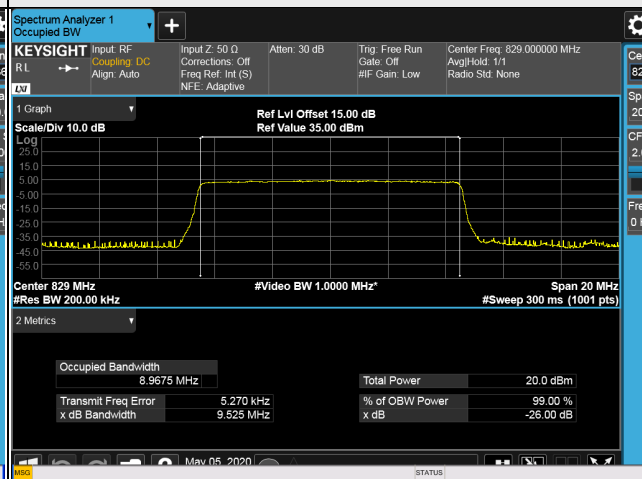 Spectrum Analyzer 1
Occupied BW
KEYSIGHT
R L
LXI
Input: RF
Coupling: DC
Align: Auto
Input Z: 50 Ω
Corrections: Off
Freq Ref: Int (S)
NFE: Adaptive
Atten: 30 dB
Trig: Free Run
Gate: Off
#IF Gain: Low
Center Freq: 829.000000 MHz
Avg|Hold: 1/1
Radio Std: None
1 Graph
Scale/Div 10.0 dB
Ref Lvl Offset 15.00 dB
Ref Value 35.00 dBm
Log
25.0
15.0
5.00
-5.00
-15.0
-25.0
-35.0
-45.0
-55.0
Center 829 MHz
#Res BW 200.00 kHz
#Video BW 1.0000 MHz*
Span 20 MHz
#Sweep 300 ms (1001 pts)
2 Metrics
Occupied Bandwidth
8.9675 MHz
Total Power 20.0 dBm
Transmit Freq Error 5.270 kHz
% of OBW Power 99.00 %
x dB Bandwidth 9.525 MHz
x dB -26.00 dB
May 05, 2020
MSG
STATUS